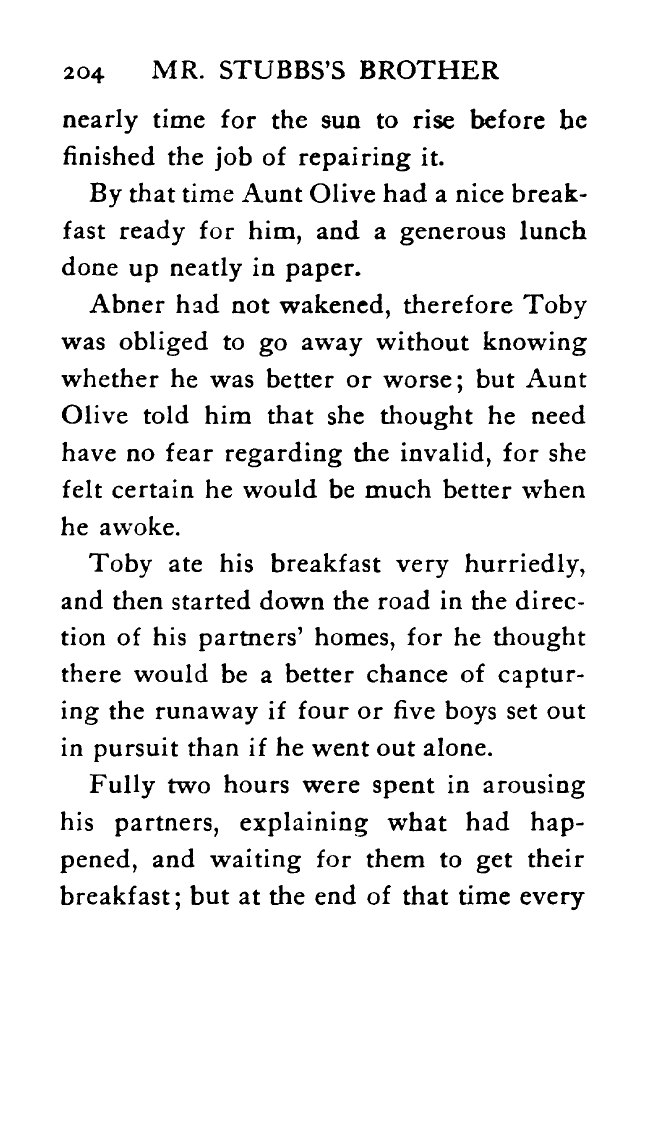 204 MR. STUBBS'S BROTHER
nearly time for the sun to rise before he
finished the job of repairing it.
By that time Aunt Olive had a nice break-
fast ready for him, and a generous lunch
done up neatly in paper.
Abner had not wakened, therefore Toby
was obliged to go away without knowing
whether he was better or worse; but Aunt
Olive told him that she thought he need
have no fear regarding the invalid, for she
felt certain he would be much better when
he awoke.
Toby ate his breakfast very hurriedly,
and then started down the road in the direc-
tion of his partners' homes, for he thought
there would be a better chance of captur-
ing the runaway if four or five boys set out
in pursuit than if he went out alone.
Fully two hours were spent in arousing
his partners, explaining what had hap-
pened, and waiting for them to get their
breakfast; but at the end of that time every